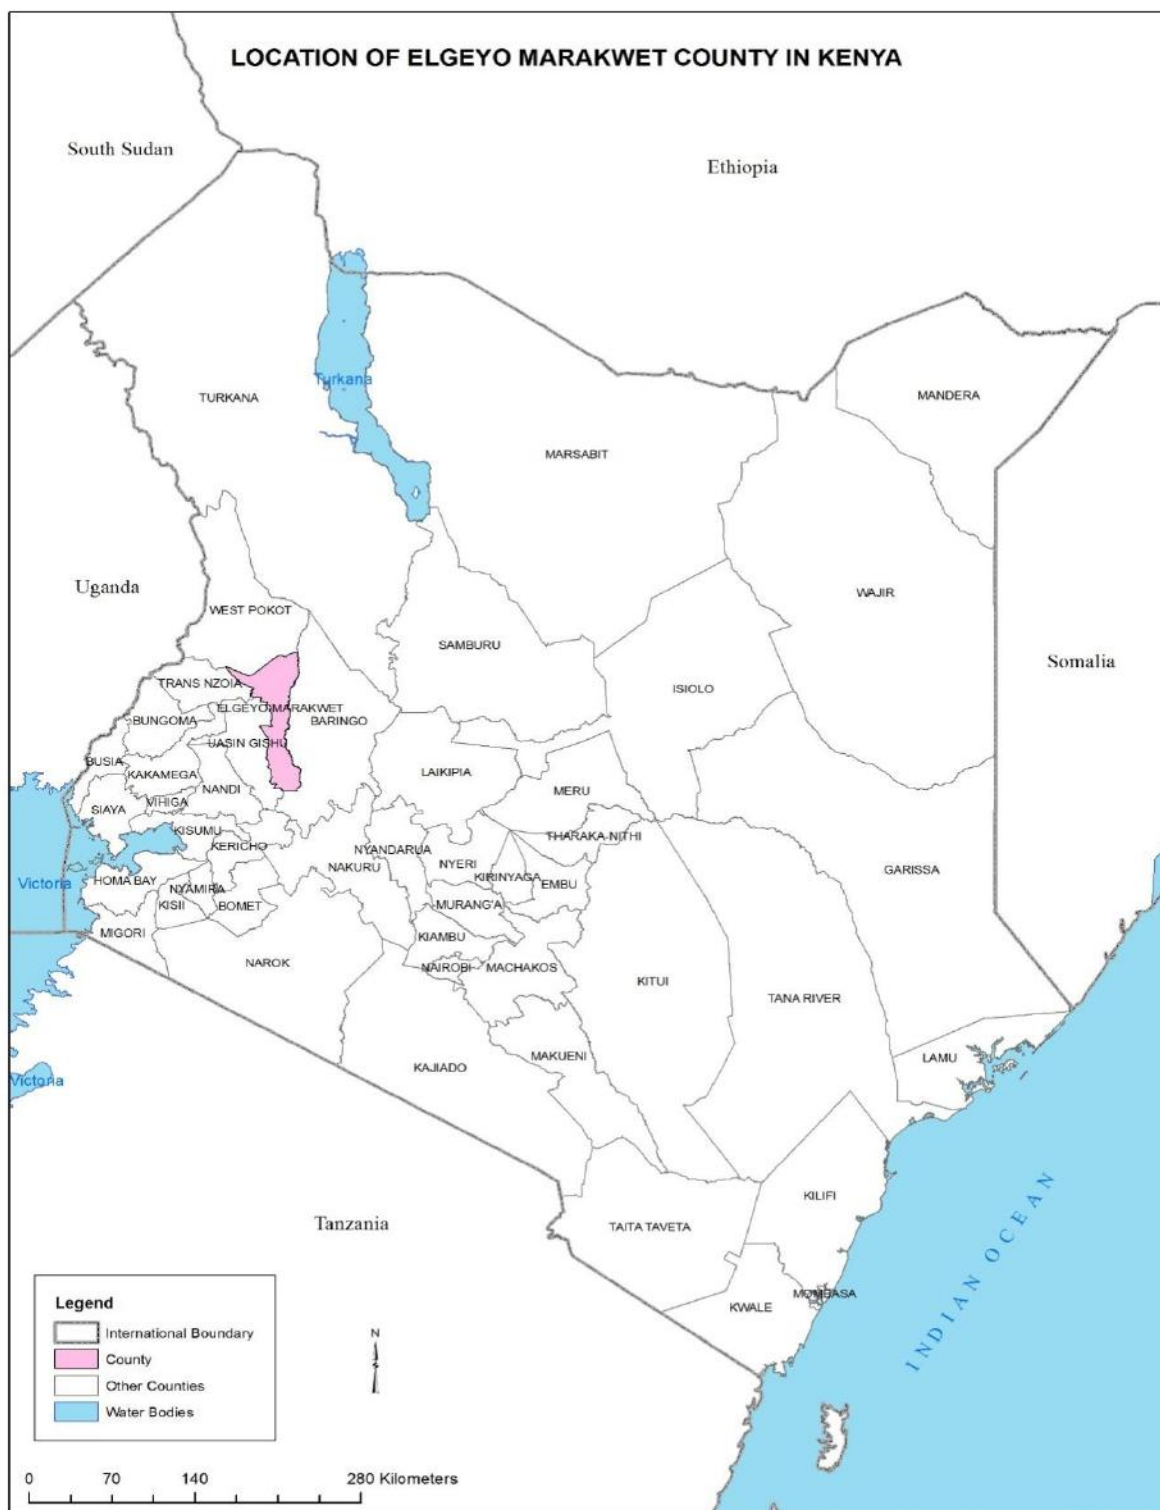 LOCATION OF ELGEYO MARAKWET COUNTY IN KENYA
South Sudan
Ethiopia
Turkana
TURKANA
MANDERA
MARSABIT
Uganda
WAJIR
WEST POKOT
SAMBURU
Somalia
TRANS NZOIA
ISIOLO
ELGEYO MARAKWET
BUNGOMA
BARINGO
UASIN GISHU
BUSIA
KAKAMEGA
LAIKIPIA
NANDI
MERU
VIHIGA
SIAYA
KISUMU
THARAKA-NITHI
KERICHO
NYANDARUA
NYERI
NAKURU
GARISSA
KIRINYAGA
Victoria
HOMA BAY
NYAMIRA
EMBU
KISII
BOMET
MURANG'A
MIGORI
KIAMBU
NAROK
NAIROBI
MACHAKOS
KITUI
TANA RIVER
MAKUENI
LAMU
KAJIADO
Victoria
KILIFI
Tanzania
TAITA TAVETA
INDIAN OCEAN
MOMBASA
KWALE
Legend
International Boundary
County
Other Counties
Water Bodies
N
0 70 140 280 Kilometers